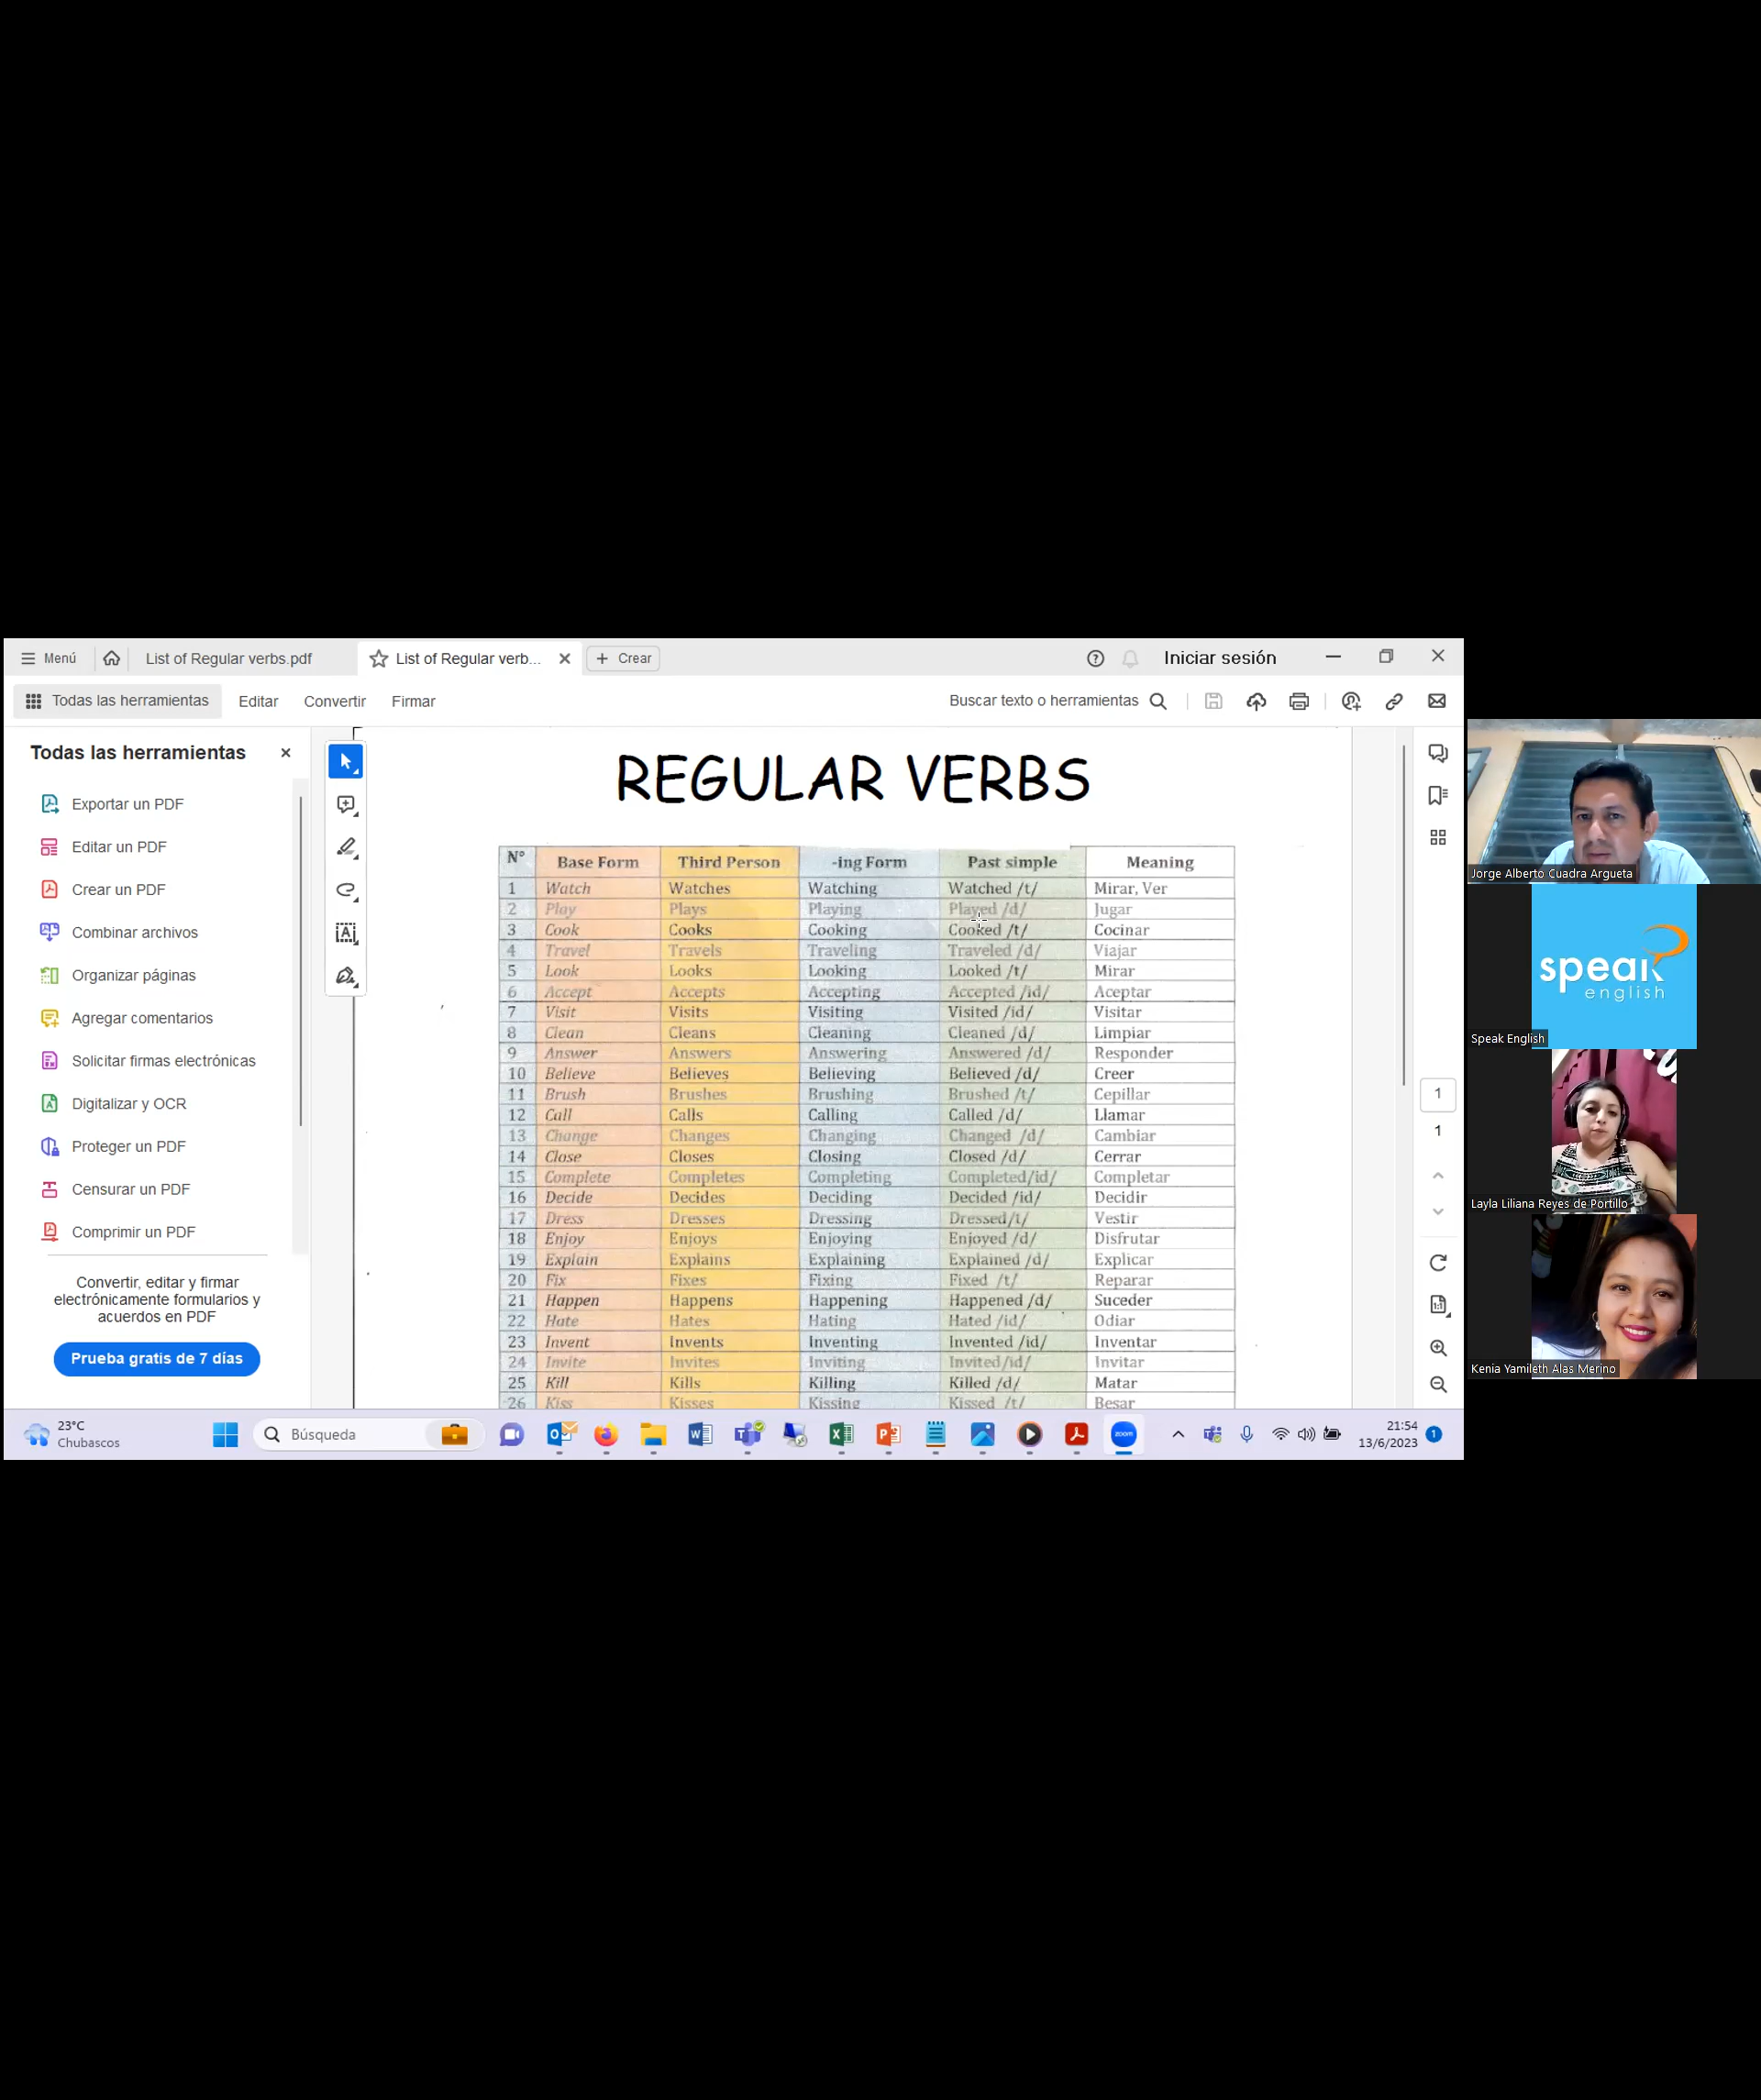 Menú
List of Regular verbs.pdf
List of Regular verb...
Crear
Iniciar sesión
Todas las herramientas
Editar
Convertir
Firmar
Buscar texto o herramientas
Todas las herramientas
Exportar un PDF
Editar un PDF
Crear un PDF
Combinar archivos
Organizar páginas
Agregar comentarios
Solicitar firmas electrónicas
Digitalizar y OCR
Proteger un PDF
Censurar un PDF
Comprimir un PDF
Convertir, editar y firmar
electrónicamente formularios y
acuerdos en PDF
Prueba gratis de 7 días
REGULAR VERBS
N° Base Form Third Person -ing Form Past simple Meaning
1 Watch Watches Watching Watched /t/ Mirar, Ver
2 Play Plays Playing Played /d/ Jugar
3 Cook Cooks Cooking Cooked /t/ Cocinar
4 Travel Travels Traveling Traveled /d/ Viajar
5 Look Looks Looking Looked /t/ Mirar
6 Accept Accepts Accepting Accepted /id/ Aceptar
7 Visit Visits Visiting Visited /id/ Visitar
8 Clean Cleans Cleaning Cleaned /d/ Limpiar
9 Answer Answers Answering Answered /d/ Responder
10 Believe Believes Believing Believed /d/ Creer
11 Brush Brushes Brushing Brushed /t/ Cepillar
12 Call Calls Calling Called /d/ Llamar
13 Change Changes Changing Changed /d/ Cambiar
14 Close Closes Closing Closed /d/ Cerrar
15 Complete Completes Completing Completed/id/ Completar
16 Decide Decides Deciding Decided /id/ Decidir
17 Dress Dresses Dressing Dressed/t/ Vestir
18 Enjoy Enjoys Enjoying Enjoyed /d/ Disfrutar
19 Explain Explains Explaining Explained /d/ Explicar
20 Fix Fixes Fixing Fixed /t/ Reparar
21 Happen Happens Happening Happened /d/ Suceder
22 Hate Hates Hating Hated /id/ Odiar
23 Invent Invents Inventing Invented /id/ Inventar
24 Invite Invites Inviting Invited/id/ Invitar
25 Kill Kills Killing Killed /d/ Matar
26 Kiss Kisses Kissing Kissed /t/ Besar
1
1
23°C
Chubascos
Búsqueda
zoom
21:54
13/6/2023
1
Jorge Alberto Cuadra Argueta
speak
english
Speak English
Layla Liliana Reyes de Portillo
Kenia Yamileth Alas Merino